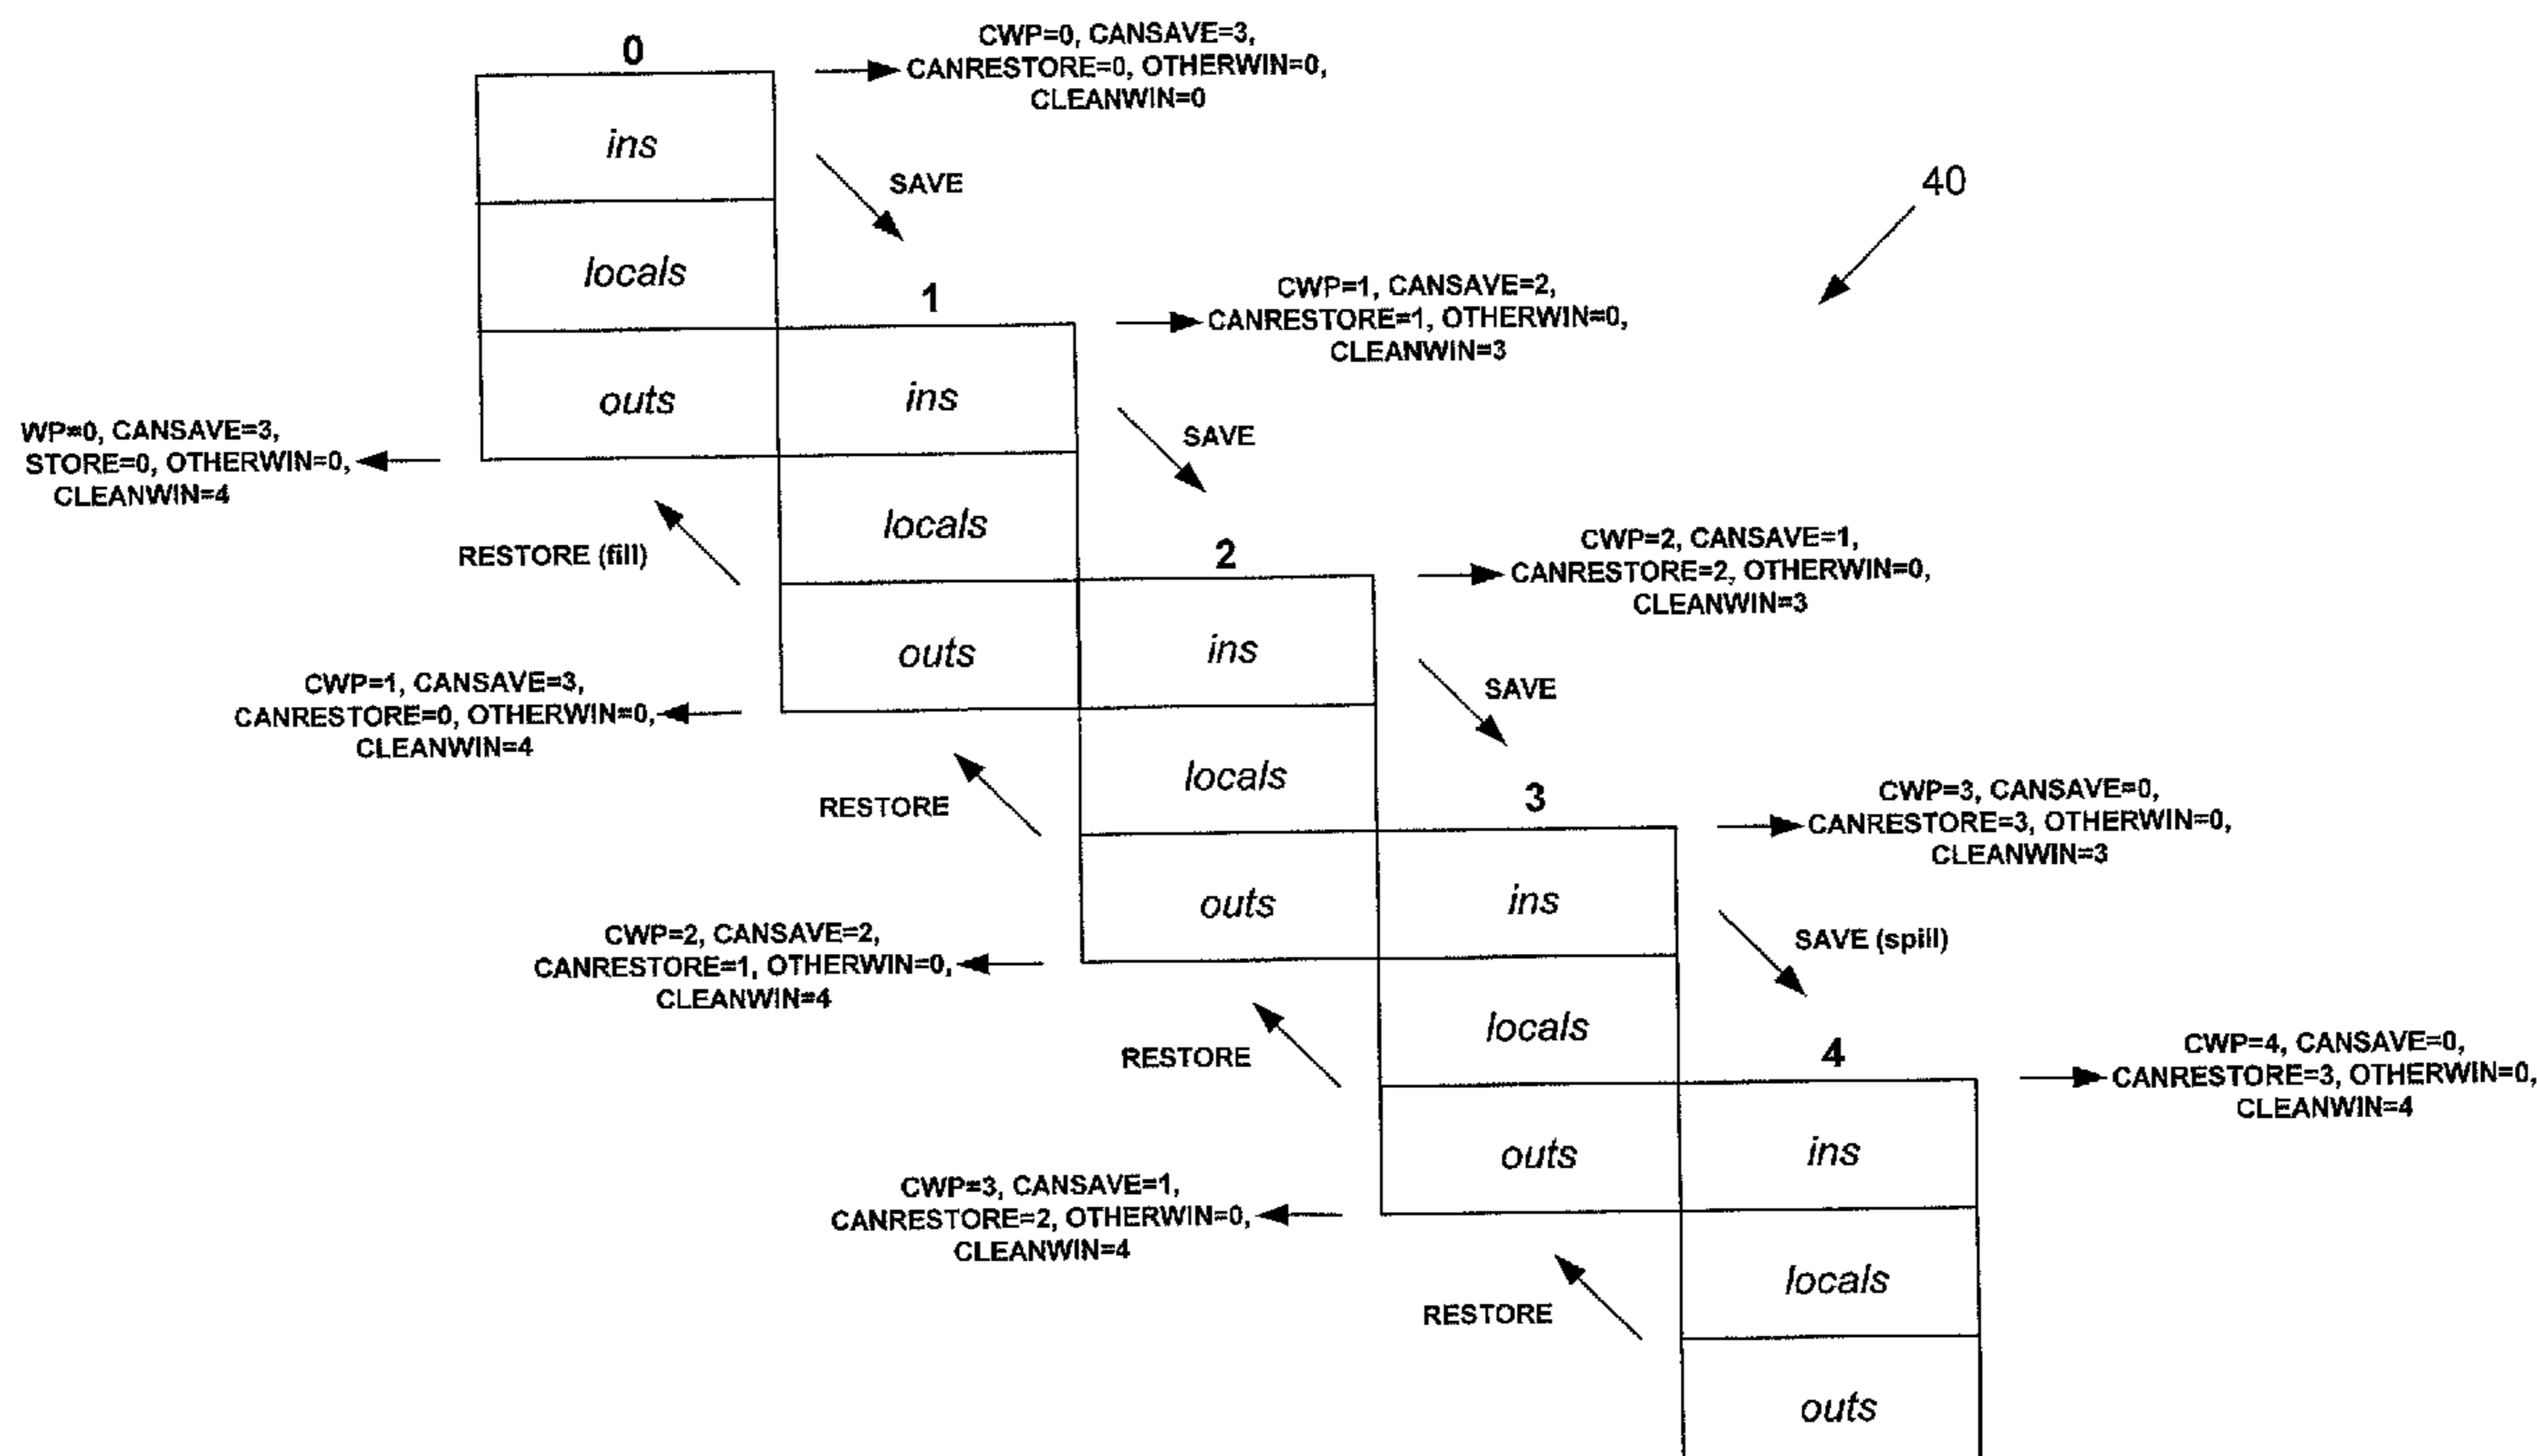 0
CWP=0, CANSAVE=3,
CANRESTORE=0, OTHERWIN=0,
CLEANWIN=0
ins
SAVE
40
locals
1
CWP=1, CANSAVE=2,
CANRESTORE=1, OTHERWIN=0,
CLEANWIN=3
outs
ins
SAVE
WP=0, CANSAVE=3,
STORE=0, OTHERWIN=0,
CLEANWIN=4
locals
RESTORE (fill)
2
CWP=2, CANSAVE=1,
CANRESTORE=2, OTHERWIN=0,
CLEANWIN=3
outs
ins
SAVE
CWP=1, CANSAVE=3,
CANRESTORE=0, OTHERWIN=0,
CLEANWIN=4
locals
RESTORE
3
CWP=3, CANSAVE=0,
CANRESTORE=3, OTHERWIN=0,
CLEANWIN=3
outs
ins
SAVE (spill)
CWP=2, CANSAVE=2,
CANRESTORE=1, OTHERWIN=0,
CLEANWIN=4
locals
RESTORE
4
CWP=4, CANSAVE=0,
CANRESTORE=3, OTHERWIN=0,
CLEANWIN=4
outs
ins
CWP=3, CANSAVE=1,
CANRESTORE=2, OTHERWIN=0,
CLEANWIN=4
locals
RESTORE
outs